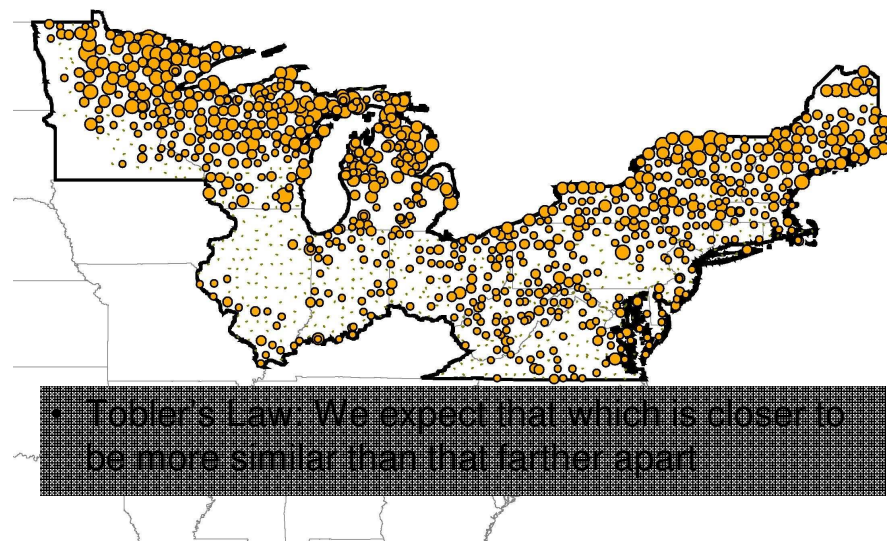 • Tobler's Law: We expect that which is closer to
be more similar than that farther apart